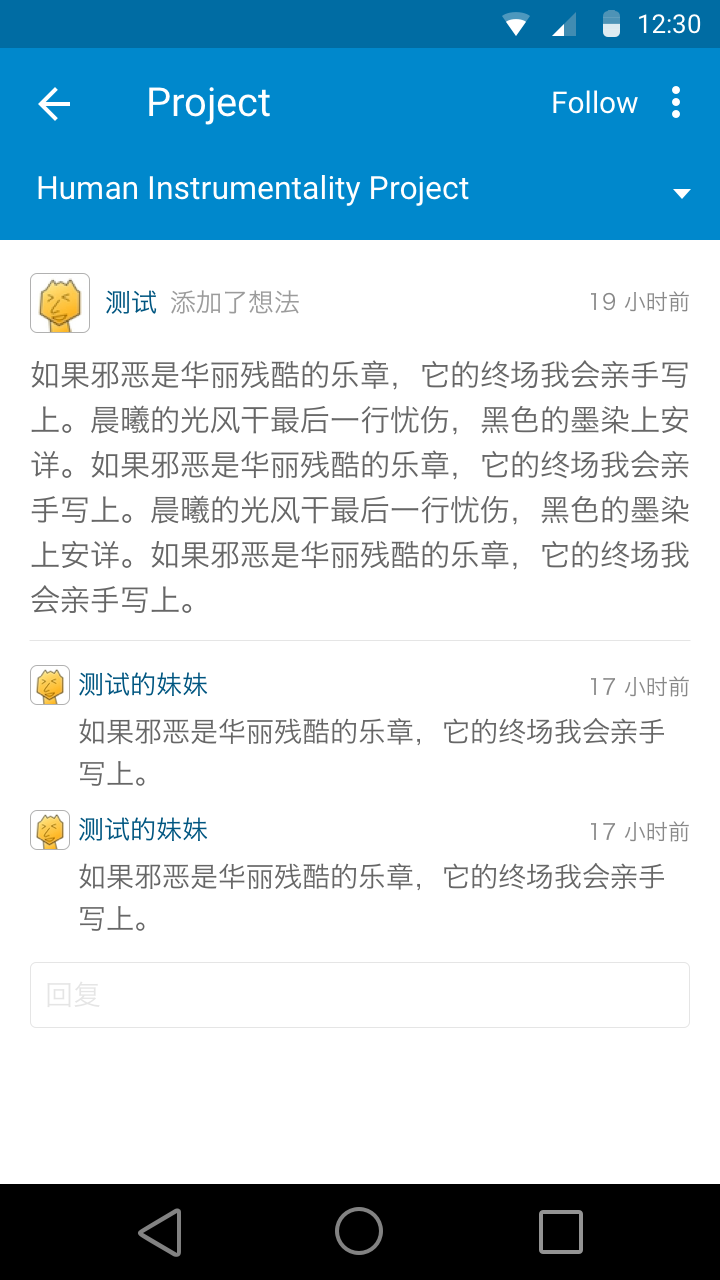 12:30
Project Follow
Human Instrumentality Project
测试 添加了想法 19 小时前
如果邪恶是华丽残酷的乐章，它的终场我会亲手写
上。晨曦的光风干最后一行忧伤，黑色的墨染上安
详。如果邪恶是华丽残酷的乐章，它的终场我会亲
手写上。晨曦的光风干最后一行忧伤，黑色的墨染
上安详。如果邪恶是华丽残酷的乐章，它的终场我
会亲手写上。
测试的妹妹 17 小时前
如果邪恶是华丽残酷的乐章，它的终场我会亲手
写上。
测试的妹妹 17 小时前
如果邪恶是华丽残酷的乐章，它的终场我会亲手
写上。
回复